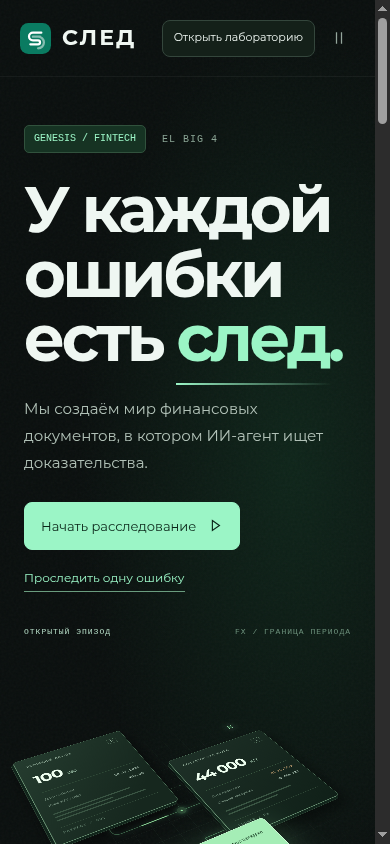 СЛЕД
Открыть лабораторию
GENESIS / FINTECH
EL BIG 4
У каждой
ошибки
есть след.
Мы создаём мир финансовых
документов, в котором ИИ-агент ищет
доказательства.
Начать расследование
Проследить одну ошибку
ОТКРЫТЫЙ ЭПИЗОД
FX / ГРАНИЦА ПЕРИОДА
100
44 000